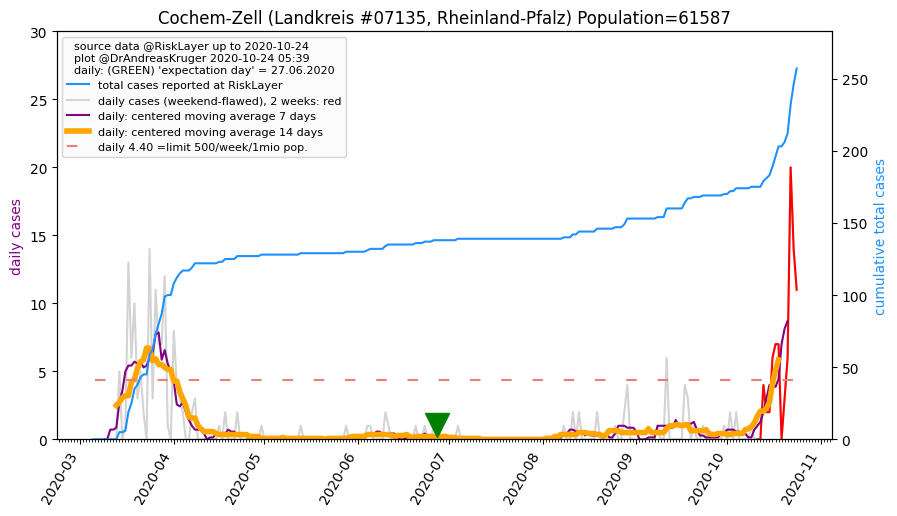 Cochem-Zell (Landkreis #07135, Rheinland-Pfalz) Population=61587
source data @RiskLayer up to 2020-10-24
plot @DrAndreasKruger 2020-10-24 05:39
daily: (GREEN) 'expectation day' = 27.06.2020
total cases reported at RiskLayer
daily cases (weekend-flawed), 2 weeks: red
daily: centered moving average 7 days
daily: centered moving average 14 days
daily 4.40 =limit 500/week/1mio pop.
daily cases
30
25
20
15
10
5
0
cumulative total cases
250
200
150
100
50
0
2020-03
2020-04
2020-05
2020-06
2020-07
2020-08
2020-09
2020-10
2020-11